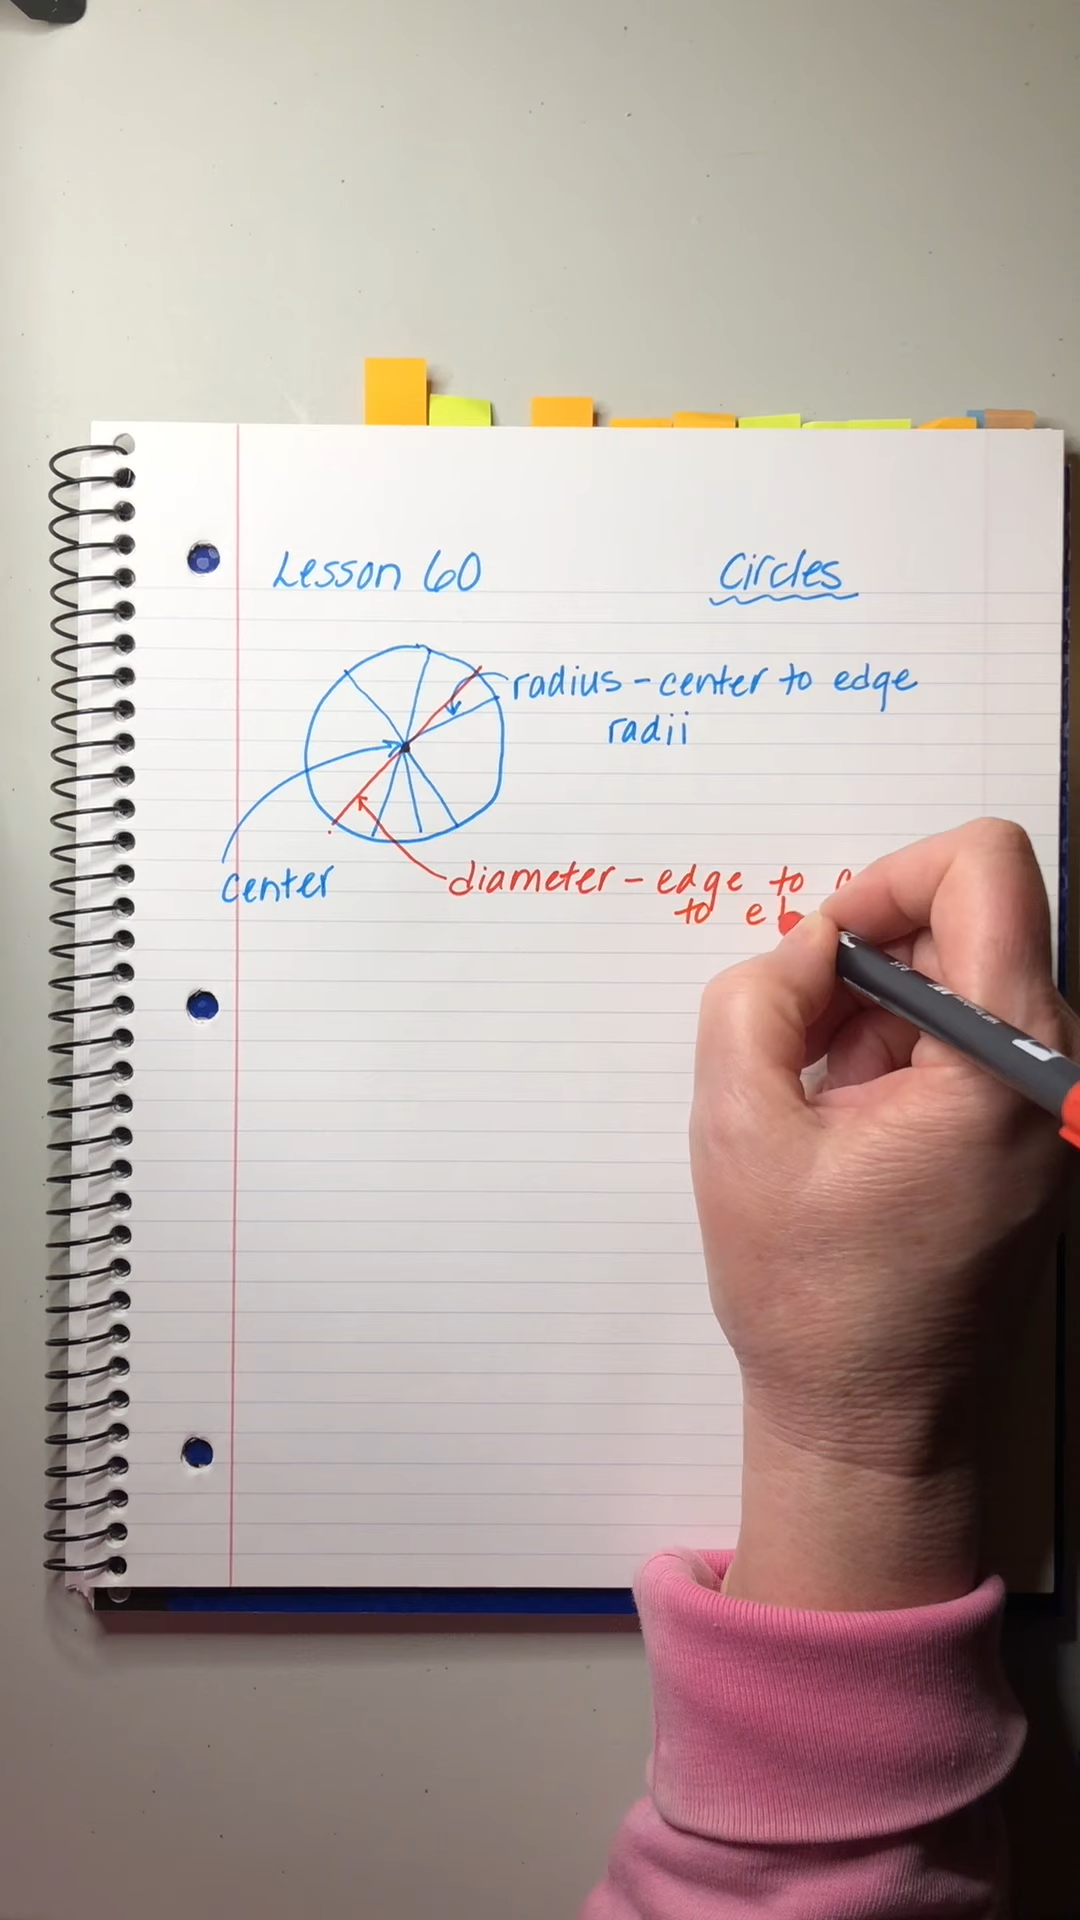 Lesson 60
Circles
radius - center to edge
radii
center
diameter - edge to
to